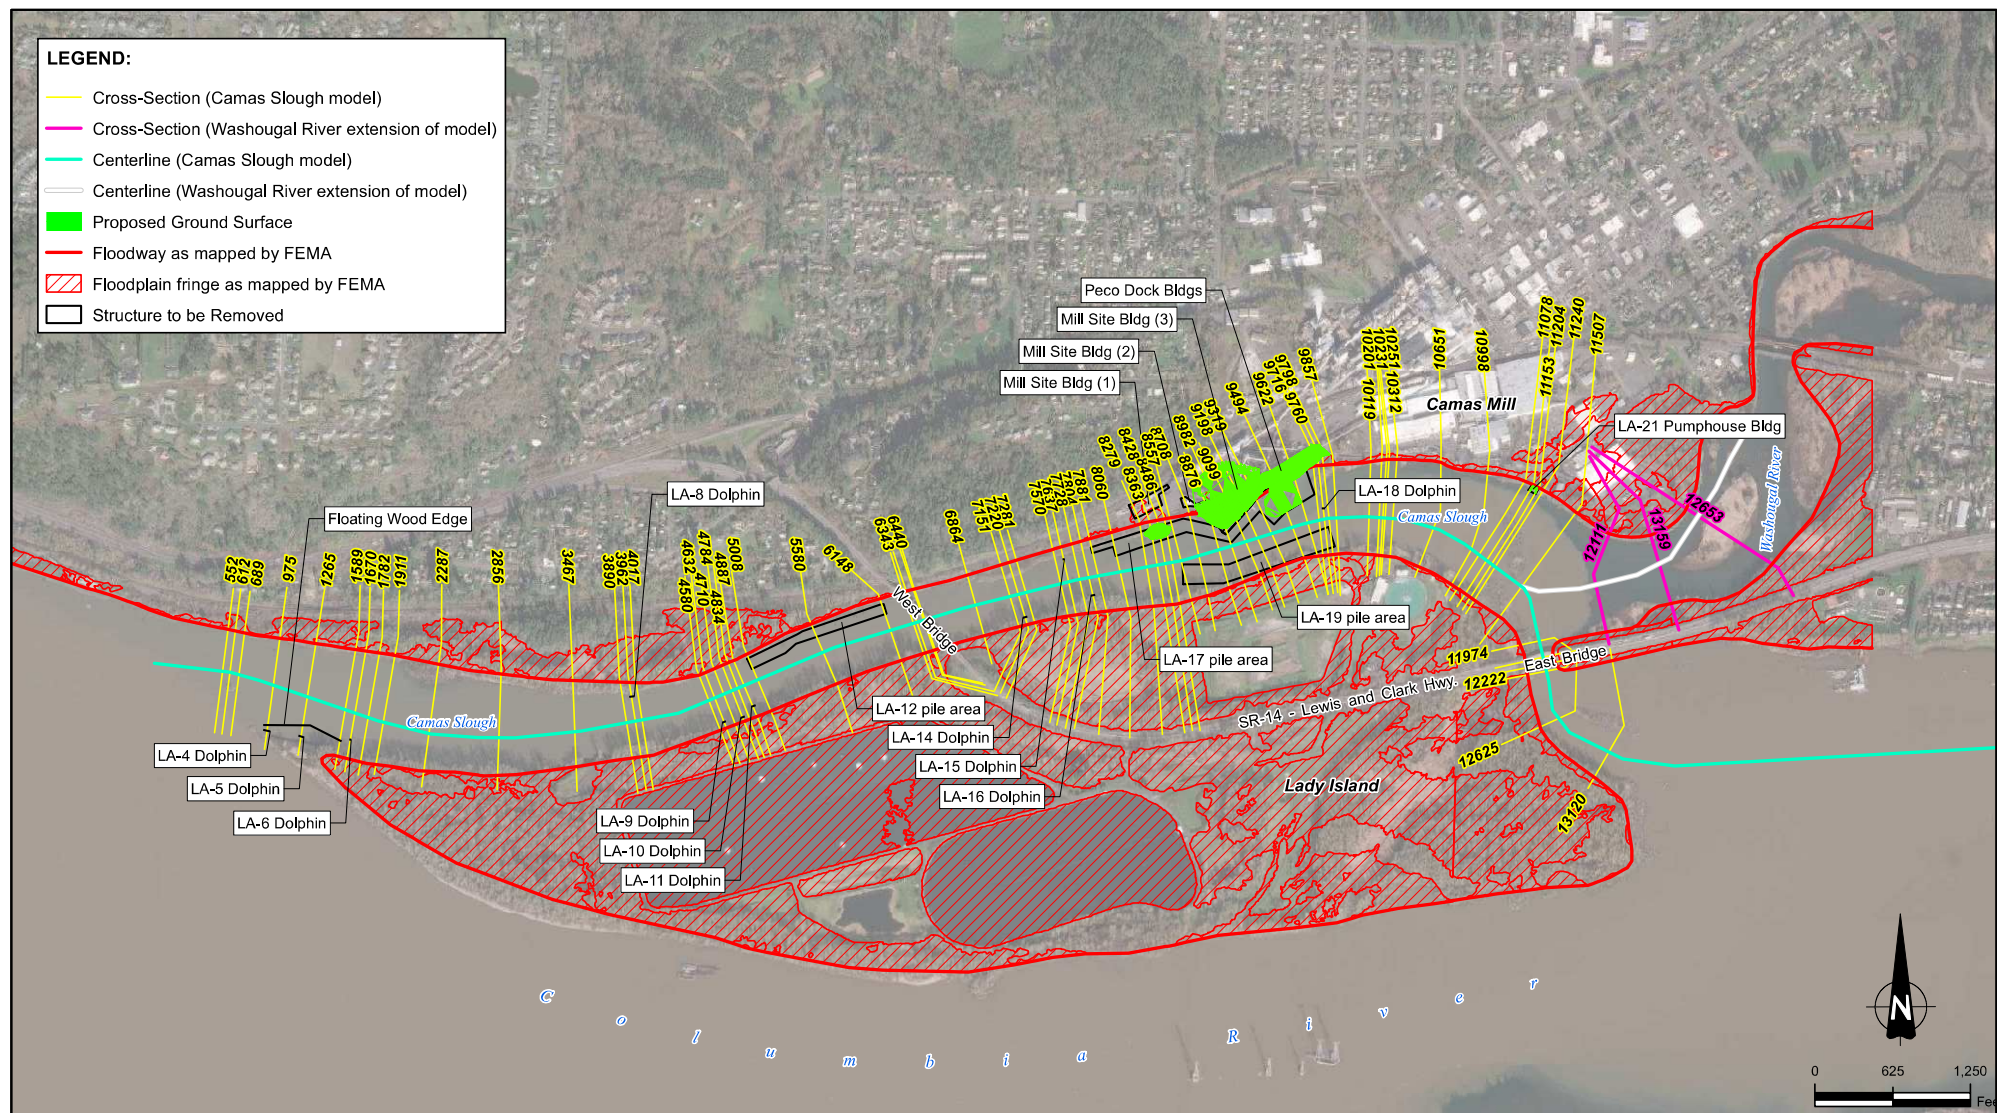 LEGEND:
Cross-Section (Camas Slough model)
Cross-Section (Washougal River extension of model)
Centerline (Camas Slough model)
Centerline (Washougal River extension of model)
Proposed Ground Surface
Floodway as mapped by FEMA
Floodplain fringe as mapped by FEMA
Structure to be Removed
Peco Dock Bldgs
Mill Site Bldg (3)
Mill Site Bldg (2)
Mill Site Bldg (1)
Camas Mill
LA-21 Pumphouse Bldg
LA-8 Dolphin
Floating Wood Edge
LA-18 Dolphin
Camas Slough
Washougal River
552
612
689
975
1265
1589
1670
1782
1911
2287
2856
3467
3890
3962
4017
4580
4632
4710
4784
4834
4887
5008
5580
6148
6343
6440
6864
7151
7220
7281
7510
7637
7728
7804
7881
8060
8279
8363
8428
8486
8557
8708
8876
8982
9099
9198
9319
9494
9622
9716
9760
9798
9857
10119
10201
10231
10251
10312
10651
10998
11078
11153
11204
11240
11507
12111
13159
12653
West Bridge
LA-19 pile area
LA-17 pile area
11974
East Bridge
12222
SR-14 - Lewis and Clark Hwy.
LA-12 pile area
Camas Slough
LA-14 Dolphin
LA-4 Dolphin
LA-15 Dolphin
12625
LA-5 Dolphin
Lady Island
LA-16 Dolphin
13120
LA-6 Dolphin
LA-9 Dolphin
LA-10 Dolphin
LA-11 Dolphin
Columbia River
N
0 625 1,250
Fee